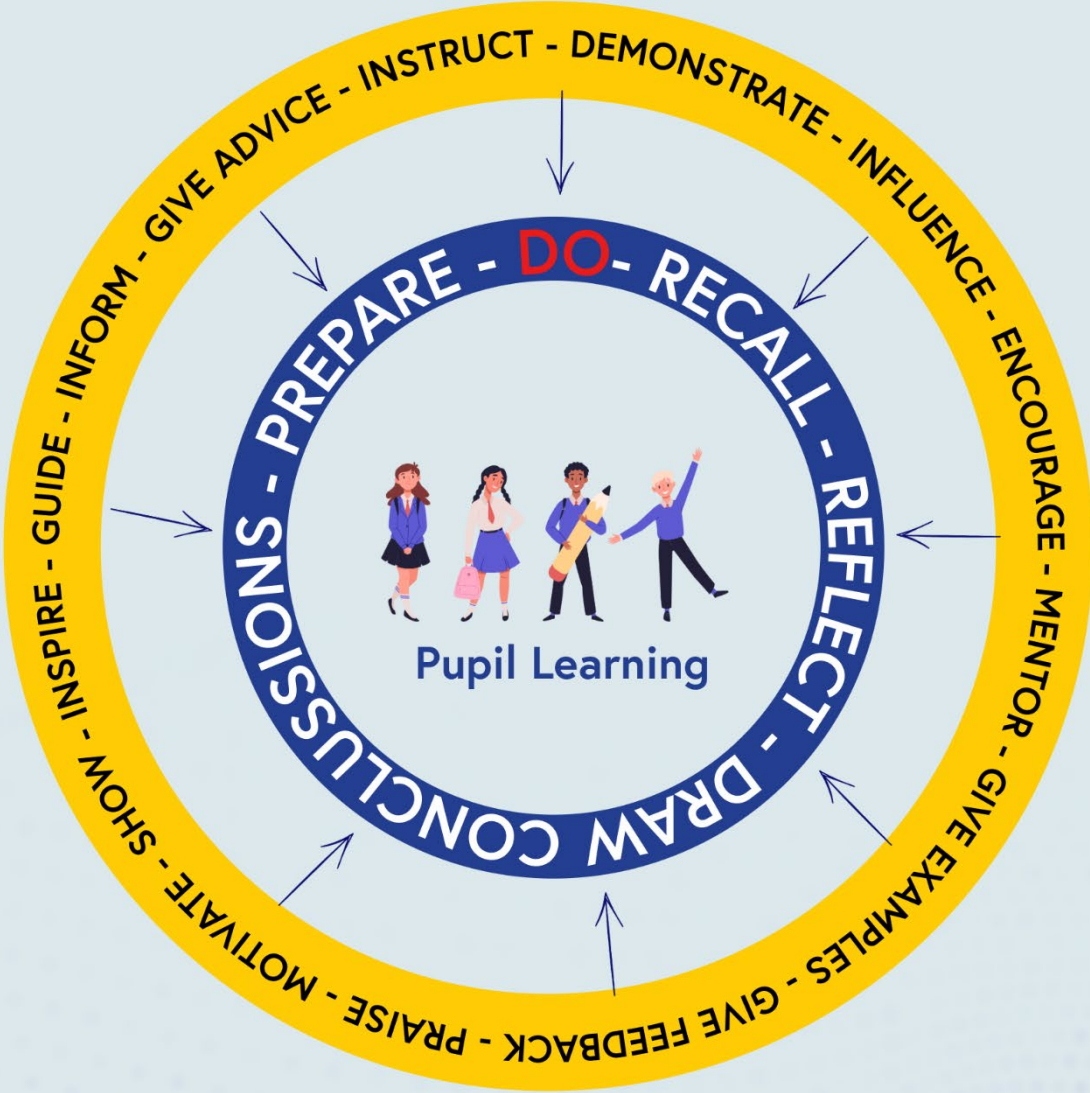 INSTRUCT - DEMONSTRATE - INFLUENCE - ENCOURAGE - MENTOR - GIVE EXAMPLES - GIVE FEEDBACK - PRAISE - MOTIVATE - SHOW - INSPIRE - GUIDE - INFORM - GIVE ADVICE -
PREPARE - DO- RECALL - REFLECT - DRAW CONCLUSSIONS -
Pupil Learning